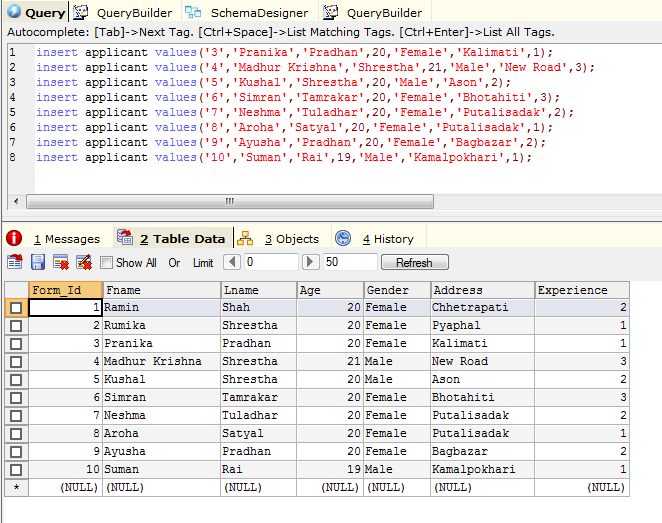 Query QueryBuilder SchemaDesigner QueryBuilder
Autocomplete: [Tab]->Next Tag. [Ctrl+Space]->List Matching Tags. [Ctrl+Enter]->List All Tags.
1 insert applicant values('3','Pranika','Pradhan',20,'Female','Kalimati',1);
2 insert applicant values('4','Madhur Krishna','Shrestha',21,'Male','New Road',3);
3 insert applicant values('5','Kushal','Shrestha',20,'Male','Ason',2);
4 insert applicant values('6','Simran','Tamrakar',20,'Female','Bhotahiti',3);
5 insert applicant values('7','Neshma','Tuladhar',20,'Female','Putalisadak',2);
6 insert applicant values('8','Aroha','Satyal',20,'Female','Putalisadak',1);
7 insert applicant values('9','Ayusha','Pradhan',20,'Female','Bagbazar',2);
8 insert applicant values('10','Suman','Rai',19,'Male','Kamalpokhari',1);
1 Messages 2 Table Data 3 Objects 4 History
Show All Or Limit 0 50 Refresh
Form_Id Fname Lname Age Gender Address Experience
1 Ramin Shah 20 Female Chhetrapati 2
2 Rumika Shrestha 20 Female Pyaphal 1
3 Pranika Pradhan 20 Female Kalimati 1
4 Madhur Krishna Shrestha 21 Male New Road 3
5 Kushal Shrestha 20 Male Ason 2
6 Simran Tamrakar 20 Female Bhotahiti 3
7 Neshma Tuladhar 20 Female Putalisadak 2
8 Aroha Satyal 20 Female Putalisadak 1
9 Ayusha Pradhan 20 Female Bagbazar 2
10 Suman Rai 19 Male Kamalpokhari 1
* (NULL) (NULL) (NULL) (NULL) (NULL) (NULL) (NULL)